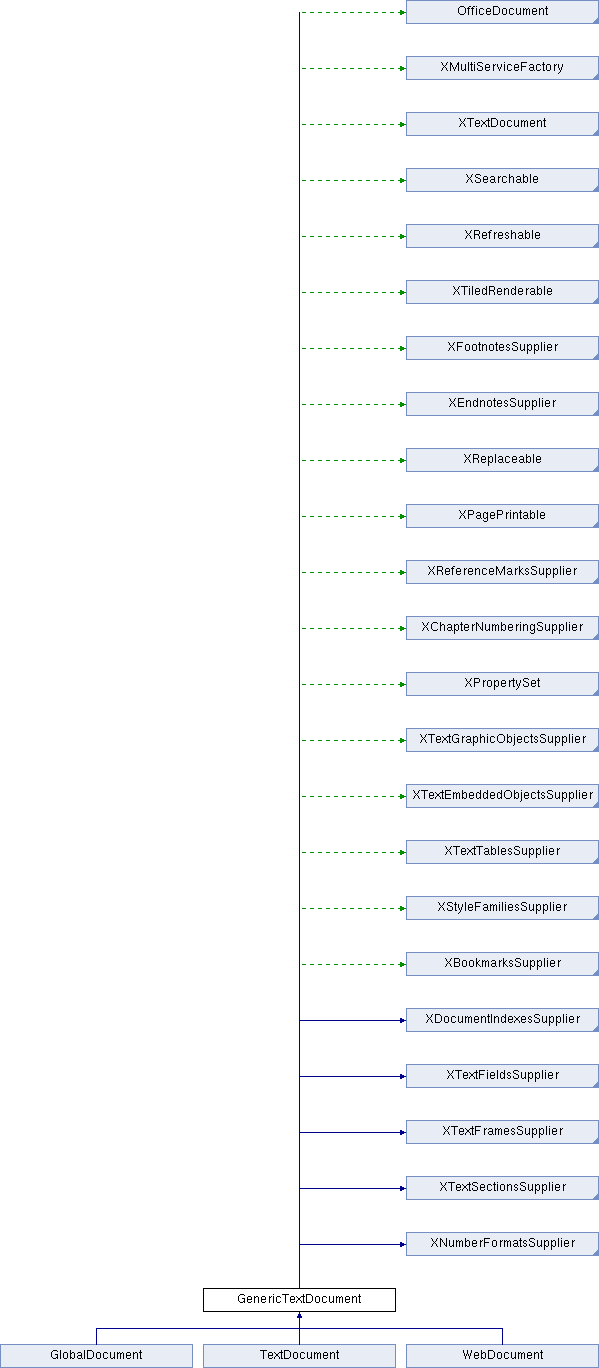 OfficeDocument
XMultiServiceFactory
XTextDocument
XSearchable
XRefreshable
XTiledRenderable
XFootnotesSupplier
XEndnotesSupplier
XReplaceable
XPagePrintable
XReferenceMarksSupplier
XChapterNumberingSupplier
XPropertySet
XTextGraphicObjectsSupplier
XTextEmbeddedObjectsSupplier
XTextTablesSupplier
XStyleFamiliesSupplier
XBookmarksSupplier
XDocumentIndexesSupplier
XTextFieldsSupplier
XTextFramesSupplier
XTextSectionsSupplier
XNumberFormatsSupplier
GenericTextDocument
GlobalDocument TextDocument WebDocument